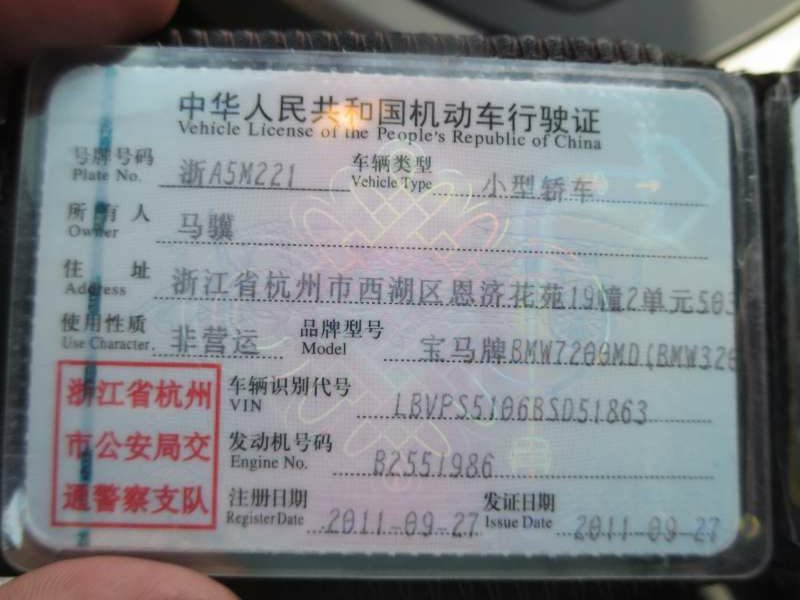 中华人民共和国机动车行驶证
Vehicle License of the People's Republic of China
号牌号码 浙A5M221 车辆类型 小型轿车
Plate No. Vehicle Type
所有人 马骥
Owner
住址 浙江省杭州市西湖区恩济花苑19幢2单元503
Address
使用性质 非营运 品牌型号 宝马牌BMW7200MD(BMW320
Use Character Model
浙江省杭州
市公安局交
通警察支队
车辆识别代号 LBVPS5106BSD51863
VIN
发动机号码 B2551986
Engine No.
注册日期 2011-09-27 发证日期 2011-09-27
Register Date Issue Date